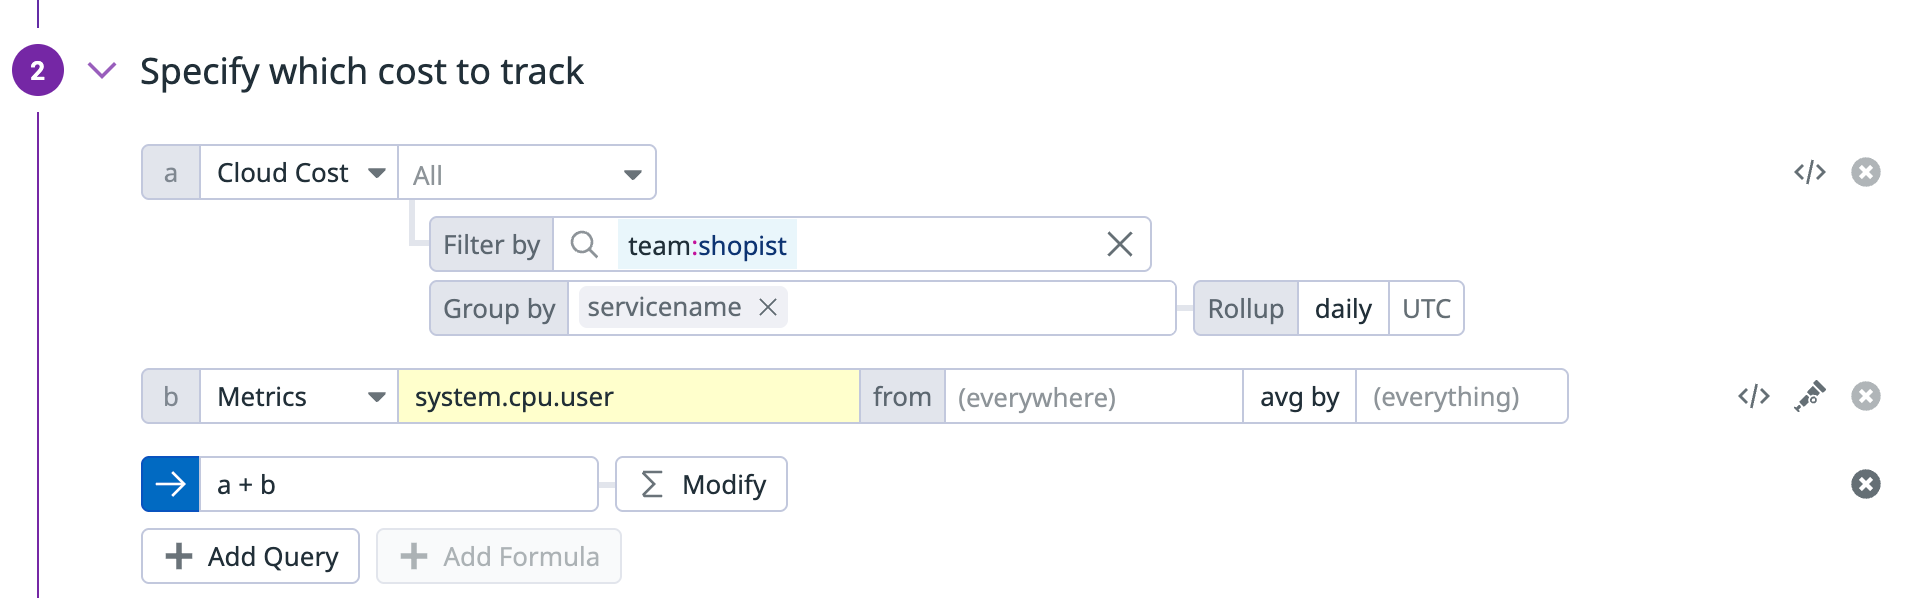 2 Specify which cost to track
a Cloud Cost All </>
Filter by team:shopist
Group by servicename Rollup daily UTC
b Metrics system.cpu.user from (everywhere) avg by (everything) </>
a + b Σ Modify
+ Add Query + Add Formula